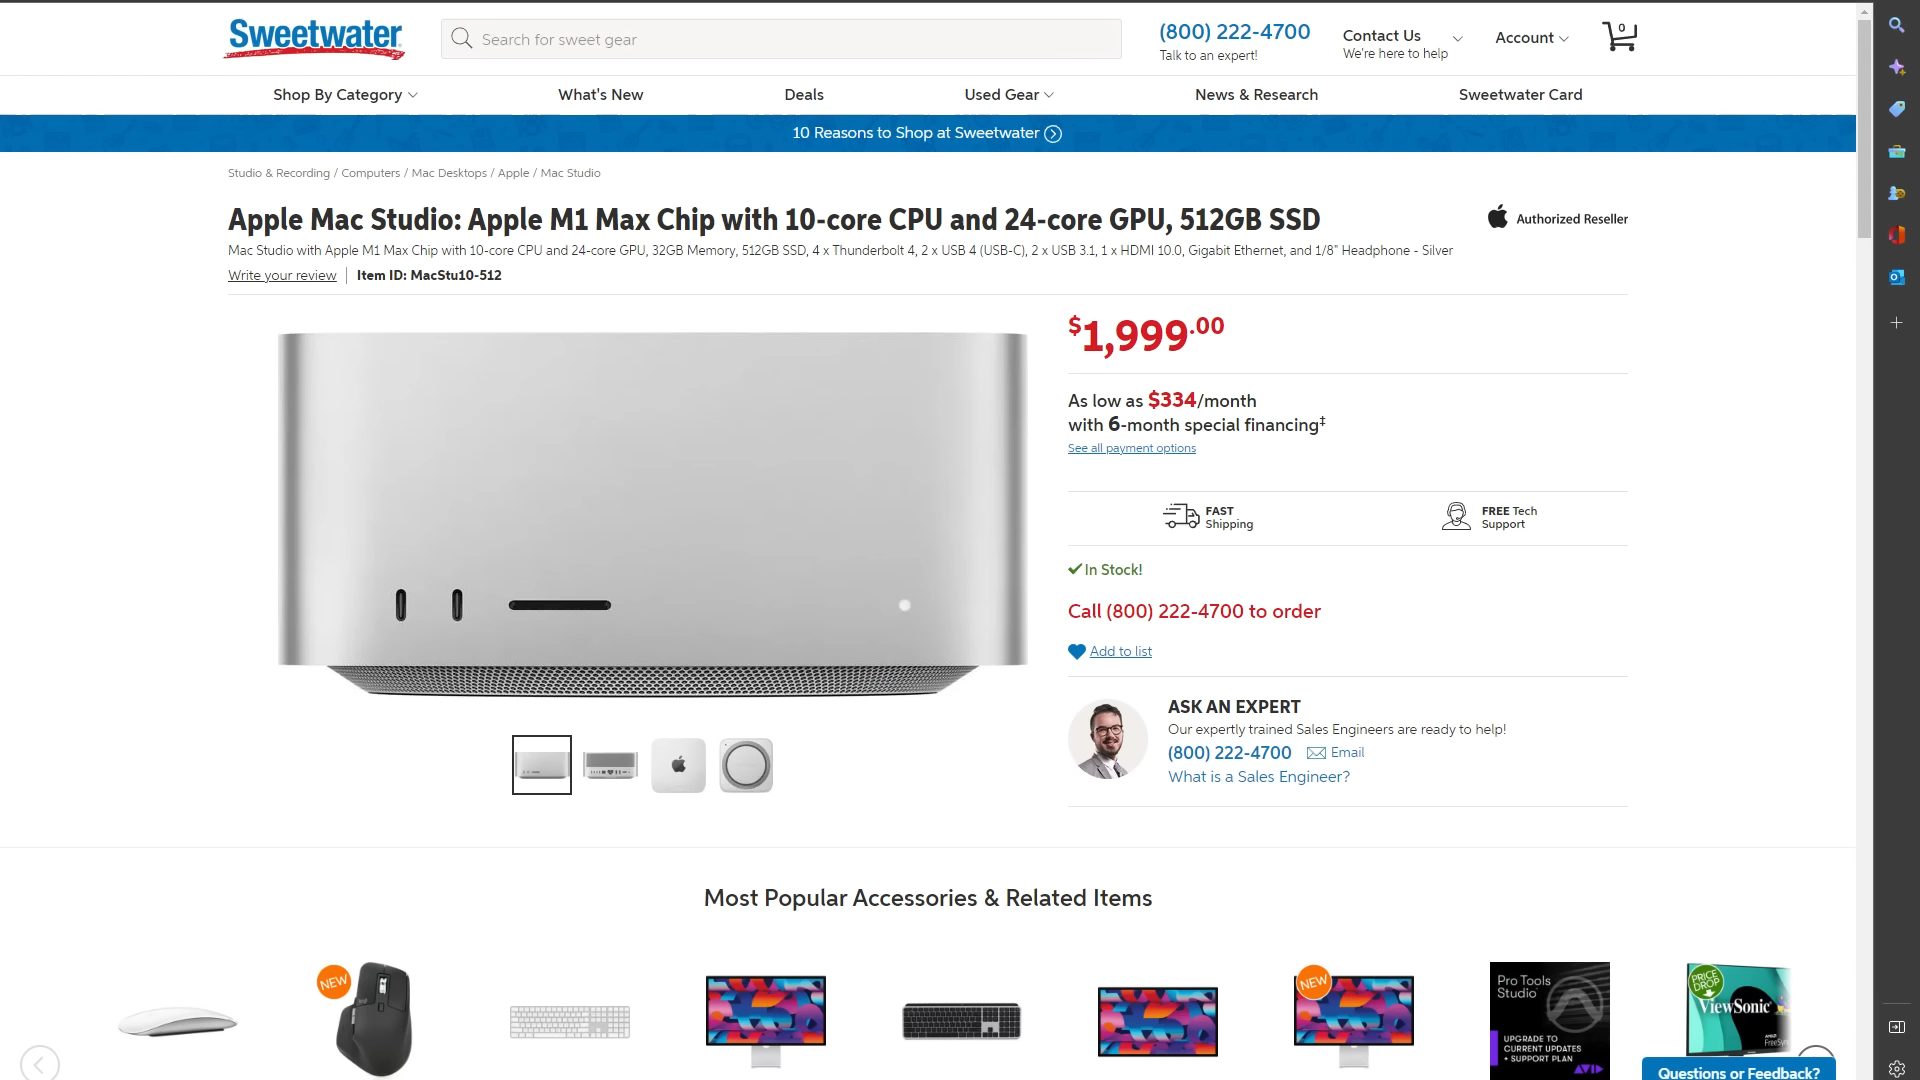 Sweetwater
Search for sweet gear
(800) 222-4700
Talk to an expert!
Contact Us
We're here to help
Account
0
Shop By Category
What's New
Deals
Used Gear
News & Research
Sweetwater Card
10 Reasons to Shop at Sweetwater
Studio & Recording / Computers / Mac Desktops / Apple / Mac Studio
Apple Mac Studio: Apple M1 Max Chip with 10-core CPU and 24-core GPU, 512GB SSD
Authorized Reseller
Mac Studio with Apple M1 Max Chip with 10-core CPU and 24-core GPU, 32GB Memory, 512GB SSD, 4 x Thunderbolt 4, 2 x USB 4 (USB-C), 2 x USB 3.1, 1 x HDMI 10.0, Gigabit Ethernet, and 1/8" Headphone - Silver
Write your review
Item ID: MacStu10-512
$1,999.00
As low as $334/month
with 6-month special financing‡
See all payment options
FAST
Shipping
FREE Tech
Support
In Stock!
Call (800) 222-4700 to order
Add to list
ASK AN EXPERT
Our expertly trained Sales Engineers are ready to help!
(800) 222-4700
Email
What is a Sales Engineer?
Most Popular Accessories & Related Items
NEW
NEW
Pro Tools
Studio
UPGRADE TO
CURRENT UPDATES
+ SUPPORT PLAN
AVID
PRICE
DROP
ViewSonic
Questions or Feedback?